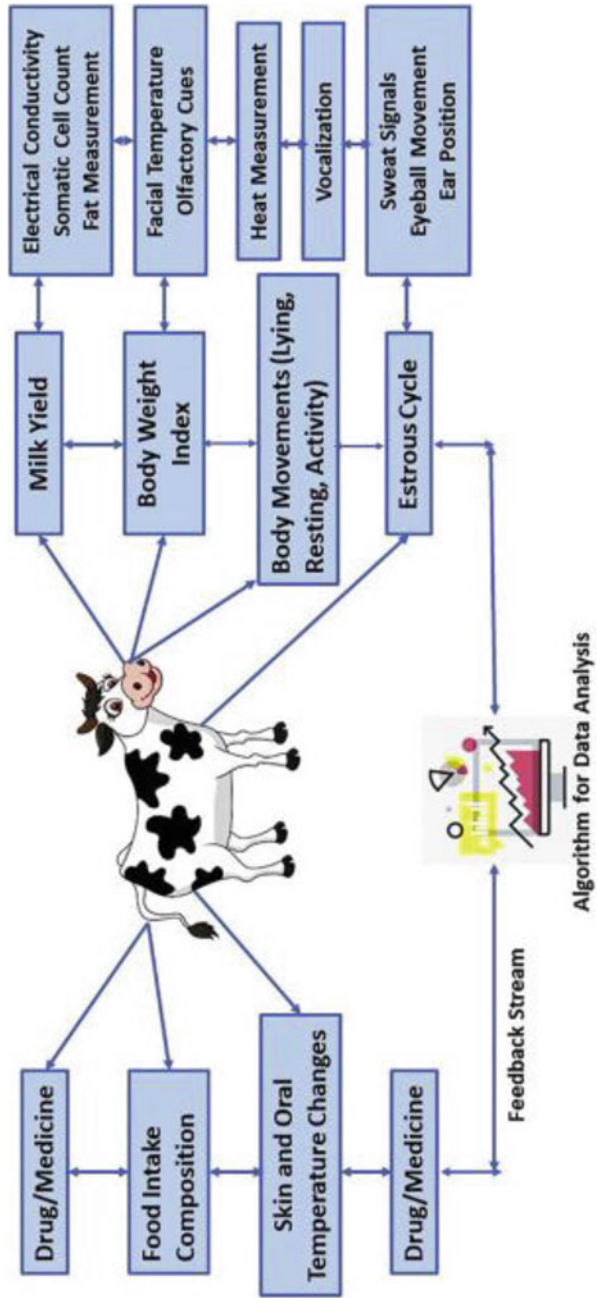 Drug/Medicine
Food Intake
Composition
Skin and Oral
Temperature Changes
Drug/Medicine
Milk Yield
Body Weight
Index
Body Movements (Lying,
Resting, Activity)
Estrous Cycle
Electrical Conductivity
Somatic Cell Count
Fat Measurement
Facial Temperature
Olfactory Cues
Heat Measurement
Vocalization
Sweat Signals
Eyeball Movement
Ear Position
Feedback Stream
Algorithm for Data Analysis